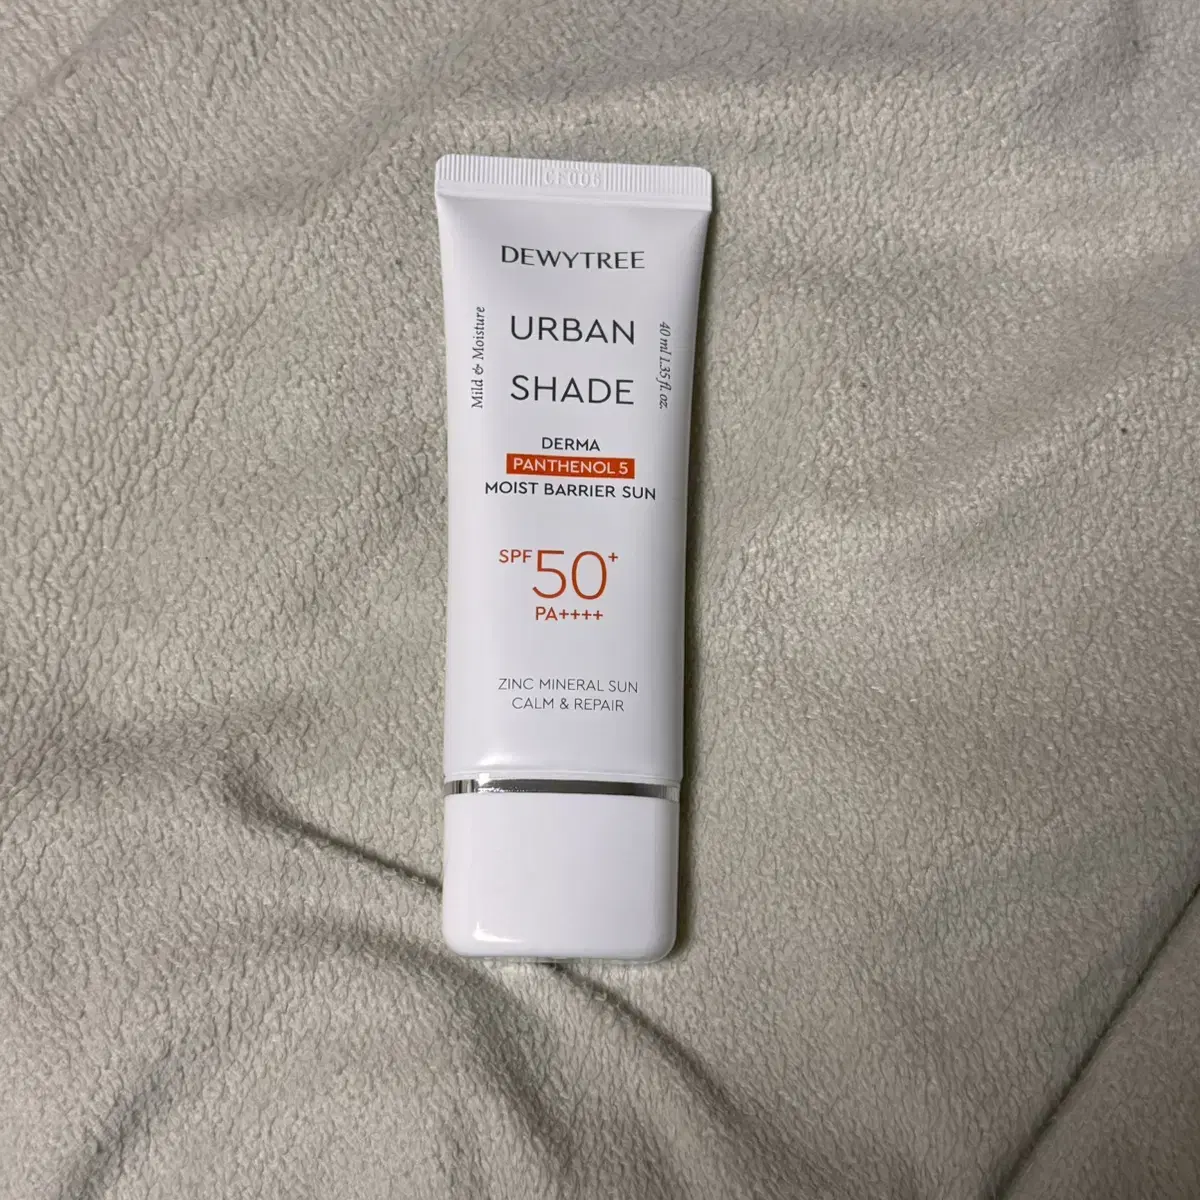 DEWYTREE
Mild & Moisture
URBAN
SHADE
40 ml 1.35 fl. oz.
DERMA
PANTHENOL 5
MOIST BARRIER SUN
SPF 50+
PA++++
ZINC MINERAL SUN
CALM & REPAIR